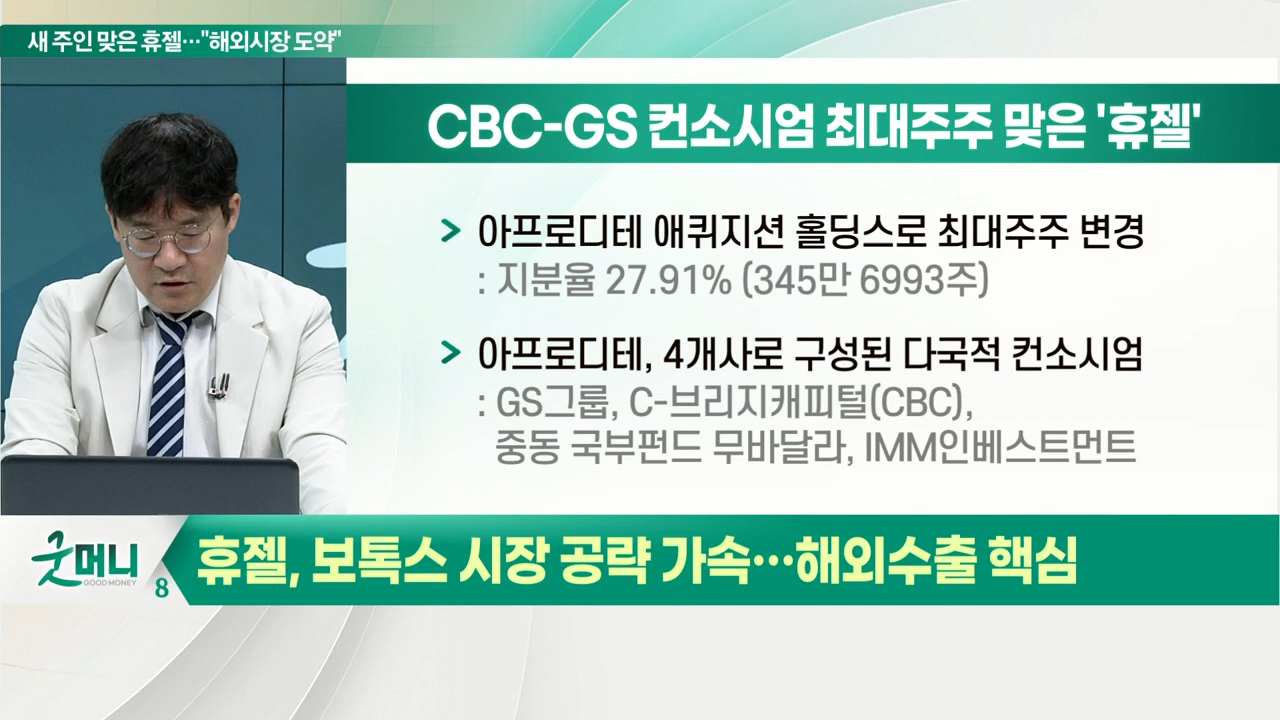 새 주인 맞은 휴젤…"해외시장 도약"
CBC-GS 컨소시엄 최대주주 맞은 '휴젤'
> 아프로디테 애퀴지션 홀딩스로 최대주주 변경
: 지분율 27.91% (345만 6993주)
> 아프로디테, 4개사로 구성된 다국적 컨소시엄
: GS그룹, C-브리지캐피털(CBC),
중동 국부펀드 무바달라, IMM인베스트먼트
굿머니
GOOD MONEY
8
휴젤, 보톡스 시장 공략 가속…해외수출 핵심